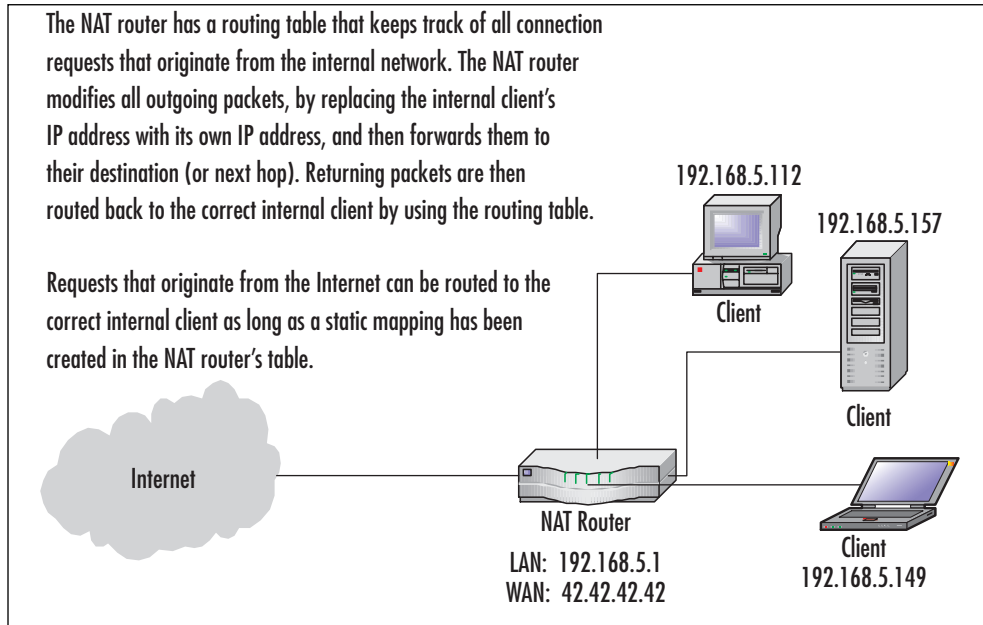 The NAT router has a routing table that keeps track of all connection
requests that originate from the internal network. The NAT router
modifies all outgoing packets, by replacing the internal client's
IP address with its own IP address, and then forwards them to
their destination (or next hop). Returning packets are then
routed back to the correct internal client by using the routing table.
Requests that originate from the Internet can be routed to the
correct internal client as long as a static mapping has been
created in the NAT router's table.
192.168.5.112
Client
192.168.5.157
Client
Internet
NAT Router
LAN: 192.168.5.1
WAN: 42.42.42.42
Client
192.168.5.149